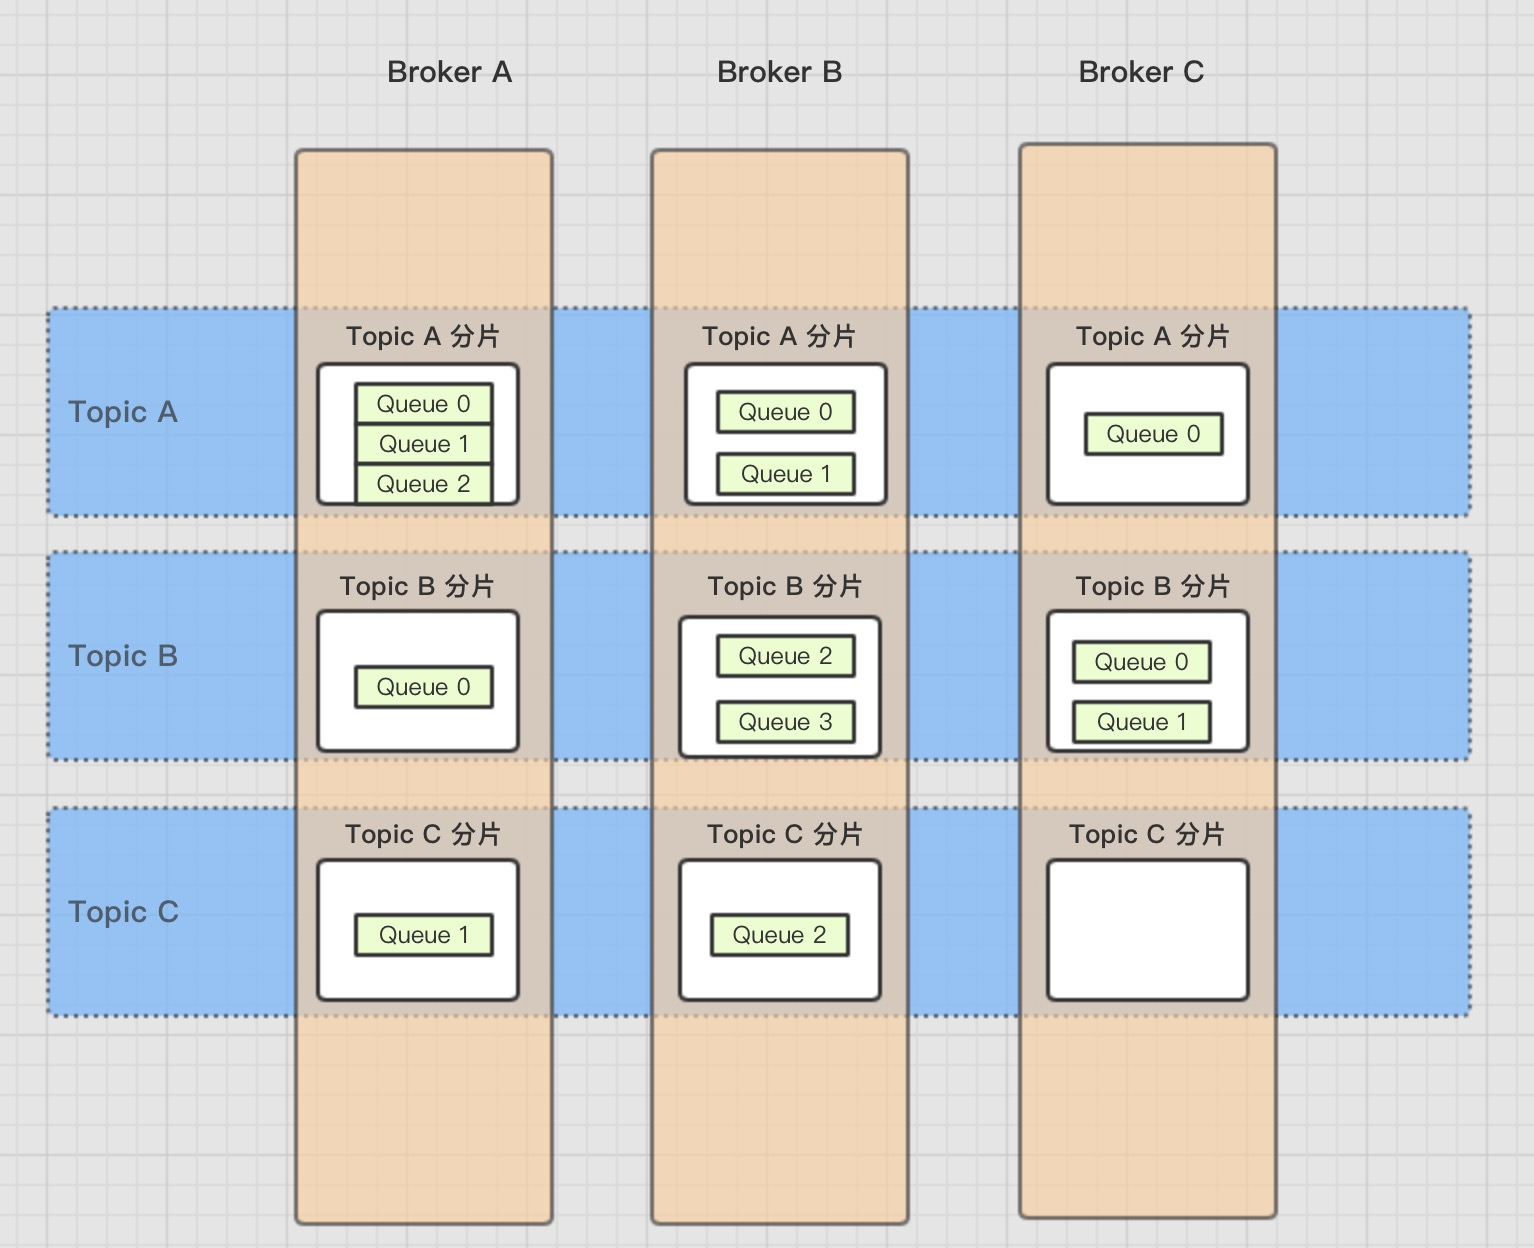 Broker A
Broker B
Broker C
Topic A
Topic A 分片
Queue 0
Queue 1
Queue 2
Topic A 分片
Queue 0
Queue 1
Topic A 分片
Queue 0
Topic B
Topic B 分片
Queue 0
Topic B 分片
Queue 2
Queue 3
Topic B 分片
Queue 0
Queue 1
Topic C
Topic C 分片
Queue 1
Topic C 分片
Queue 2
Topic C 分片